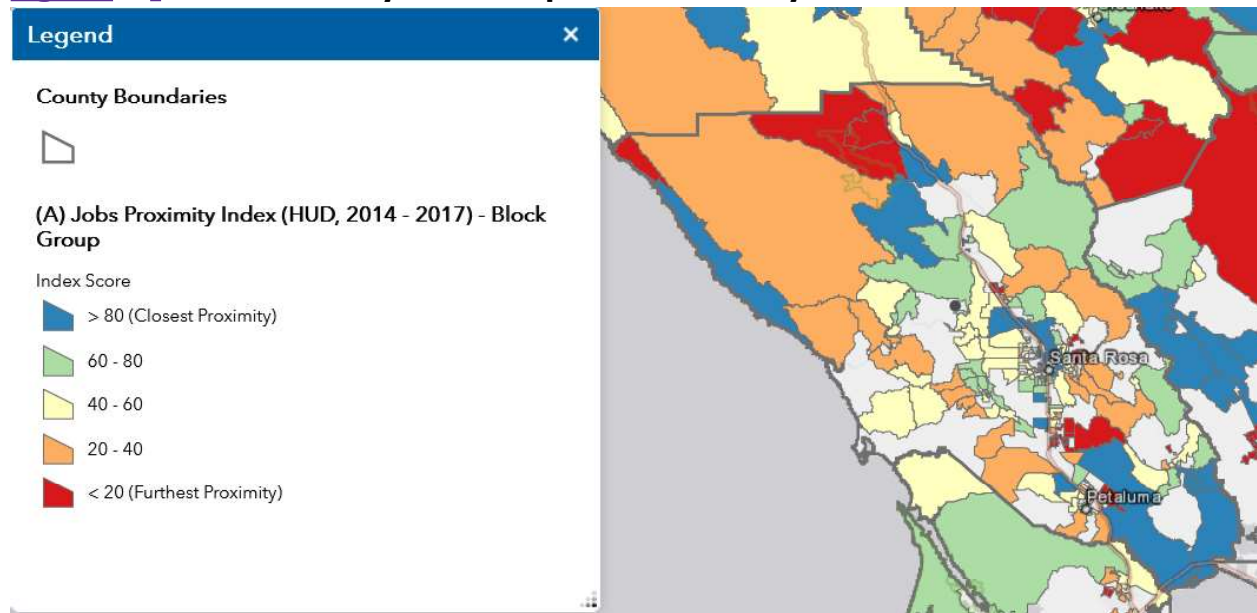 Legend
County Boundaries
(A) Jobs Proximity Index (HUD, 2014 - 2017) - Block
Group
Index Score
> 80 (Closest Proximity)
60 - 80
40 - 60
20 - 40
< 20 (Furthest Proximity)
Santa Rosa
Petaluma